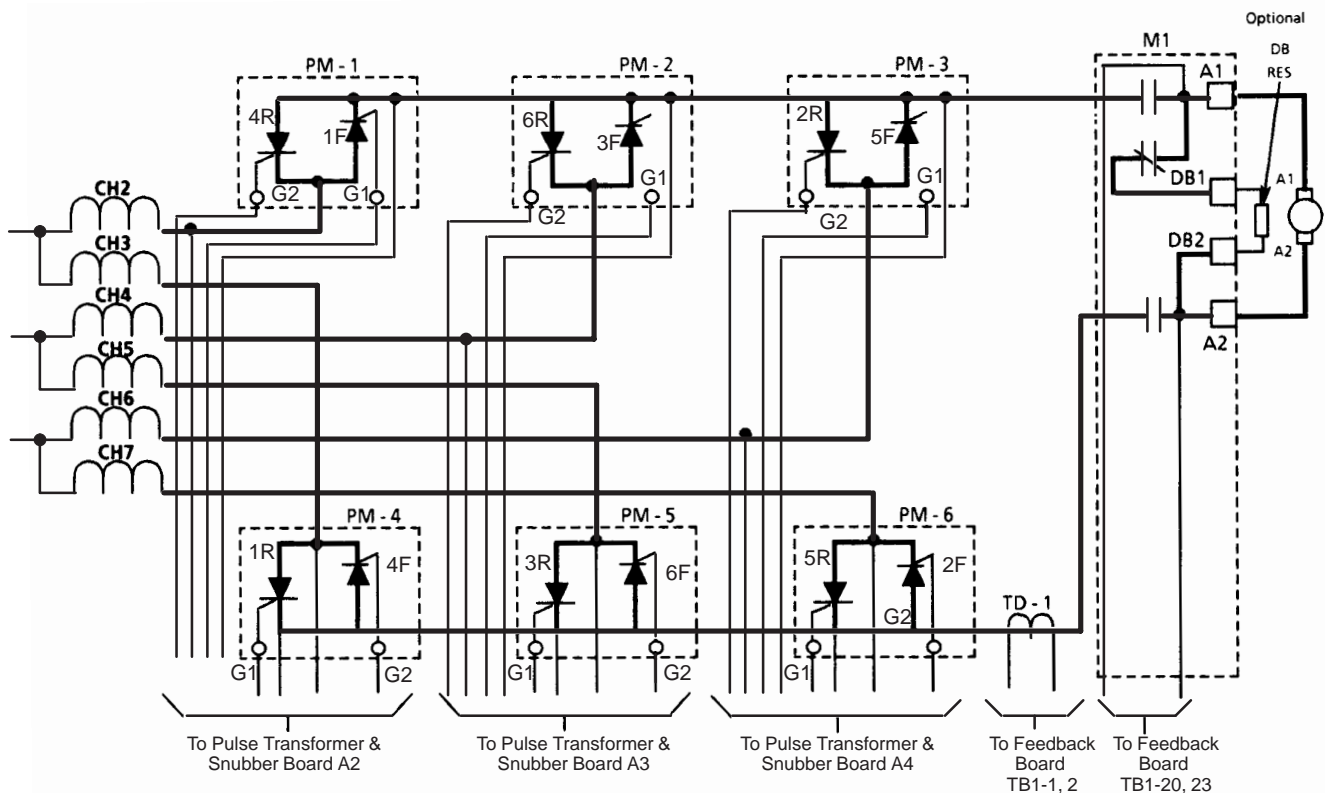 Optional
DB
RES
M1
A1
PM - 1
PM - 2
PM - 3
4R
1F
6R
3F
2R
5F
G2
G1
G2
G1
G2
G1
DB1
A1
DB2
A2
A2
CH2
CH3
CH4
CH5
CH6
CH7
PM - 4
PM - 5
PM - 6
1R
4F
3R
6F
5R
2F
G2
TD - 1
G1
G2
G1
G2
G1
To Pulse Transformer &
Snubber Board A2
To Pulse Transformer &
Snubber Board A3
To Pulse Transformer &
Snubber Board A4
To Feedback
Board
TB1-1, 2
To Feedback
Board
TB1-20, 23